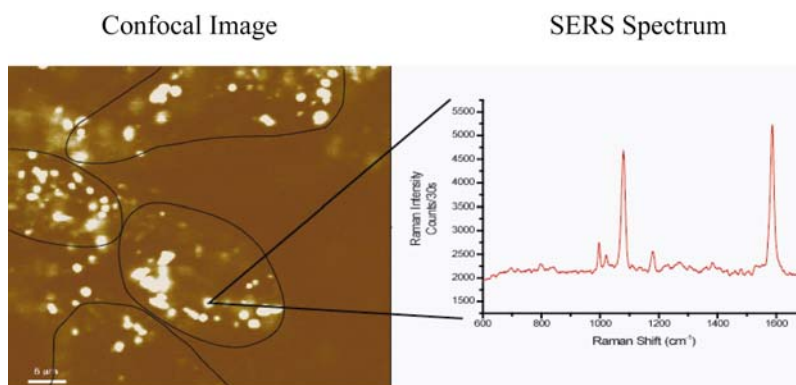 Confocal Image
SERS Spectrum
5500
5000
4500
4000
3500
3000
2500
2000
1500
Raman Intensity
Counts/30s
600
800
1000
1200
1400
1600
Raman Shift (cm⁻¹)
5 µm